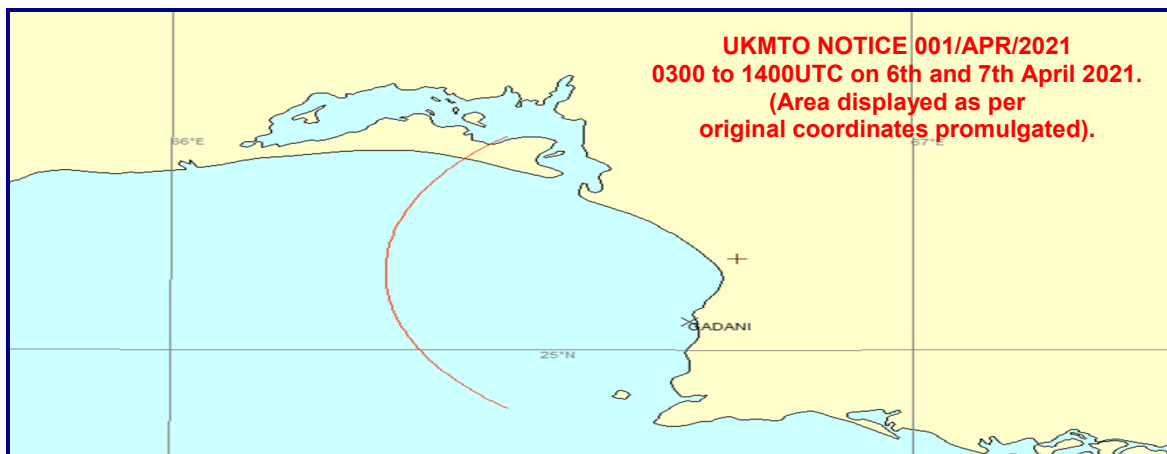 UKMTO NOTICE 001/APR/2021
0300 to 1400UTC on 6th and 7th April 2021.
(Area displayed as per
original coordinates promulgated).
66°E
67°E
GADANI
25°N